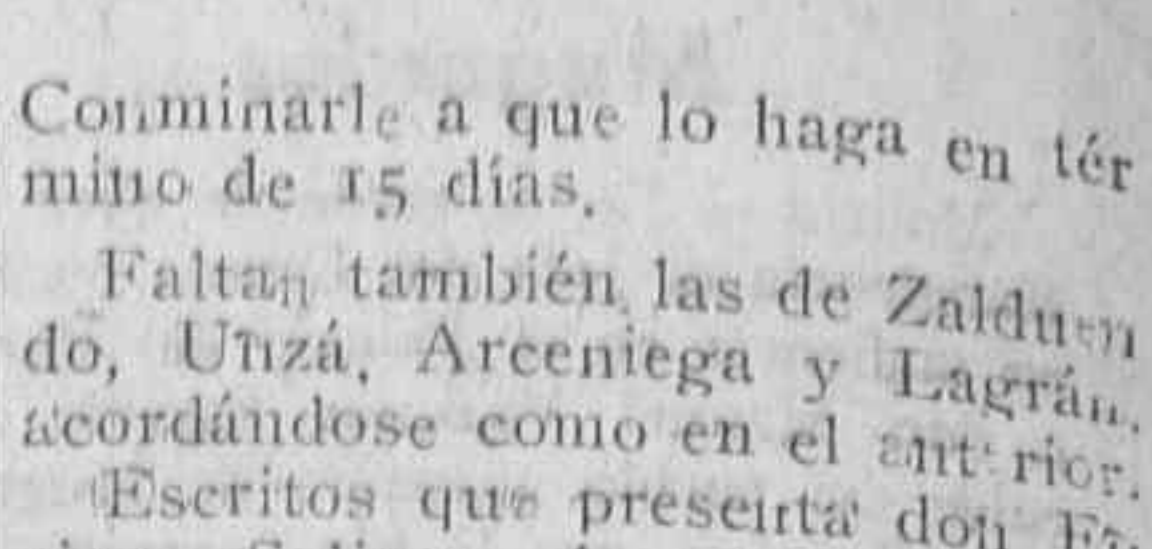 Conminarle a que lo haga en tér
mino de 15 días.
Faltan también las de Zalduen
do, Unzá, Arceniega y Lagrán,
acordándose como en el anterior.
Escritos que presenta don